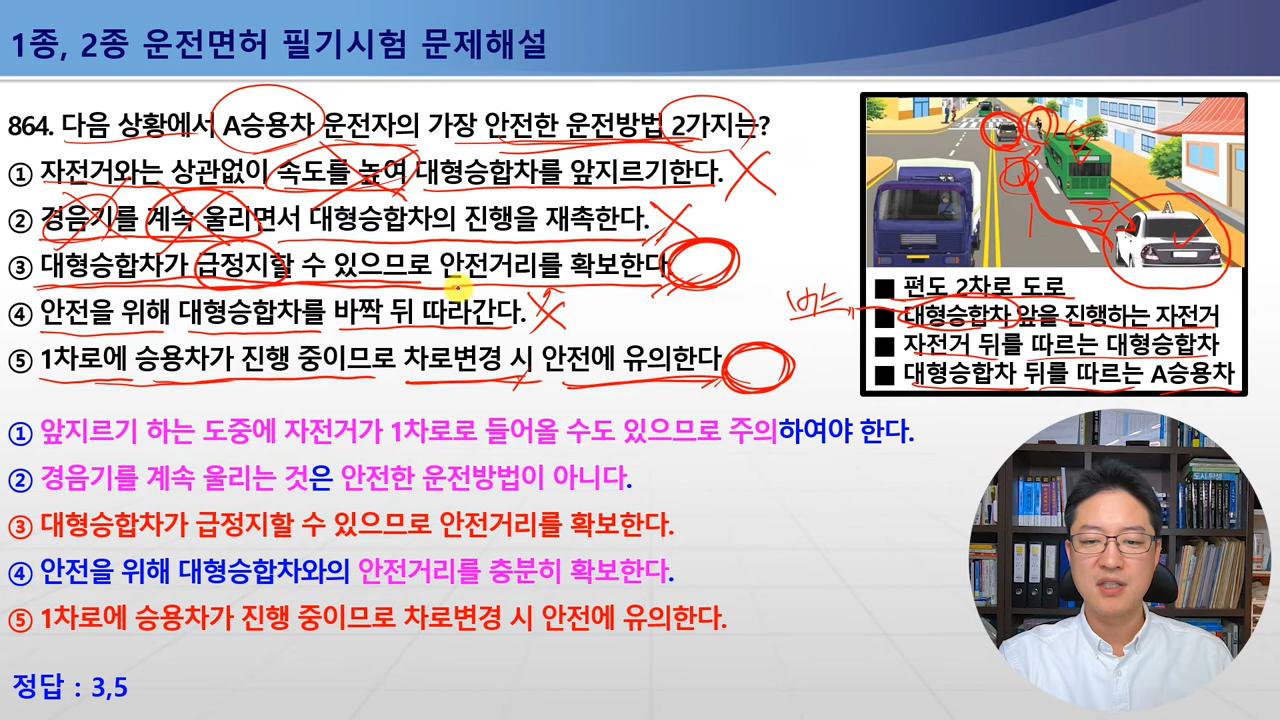 1종, 2종 운전면허 필기시험 문제해설
864. 다음 상황에서 A승용차 운전자의 가장 안전한 운전방법 2가지는?
① 자전거와는 상관없이 속도를 높여 대형승합차를 앞지르기한다.
② 경음기를 계속 울리면서 대형승합차의 진행을 재촉한다.
③ 대형승합차가 급정지할 수 있으므로 안전거리를 확보한다
④ 안전을 위해 대형승합차를 바짝 뒤 따라간다.
⑤ 1차로에 승용차가 진행 중이므로 차로변경 시 안전에 유의한다
A
1
2
버스
■ 편도 2차로 도로
■ 대형승합차 앞을 진행하는 자전거
■ 자전거 뒤를 따르는 대형승합차
■ 대형승합차 뒤를 따르는 A승용차
① 앞지르기 하는 도중에 자전거가 1차로로 들어올 수도 있으므로 주의하여야 한다.
② 경음기를 계속 울리는 것은 안전한 운전방법이 아니다.
③ 대형승합차가 급정지할 수 있으므로 안전거리를 확보한다.
④ 안전을 위해 대형승합차와의 안전거리를 충분히 확보한다.
⑤ 1차로에 승용차가 진행 중이므로 차로변경 시 안전에 유의한다.
정답 : 3,5